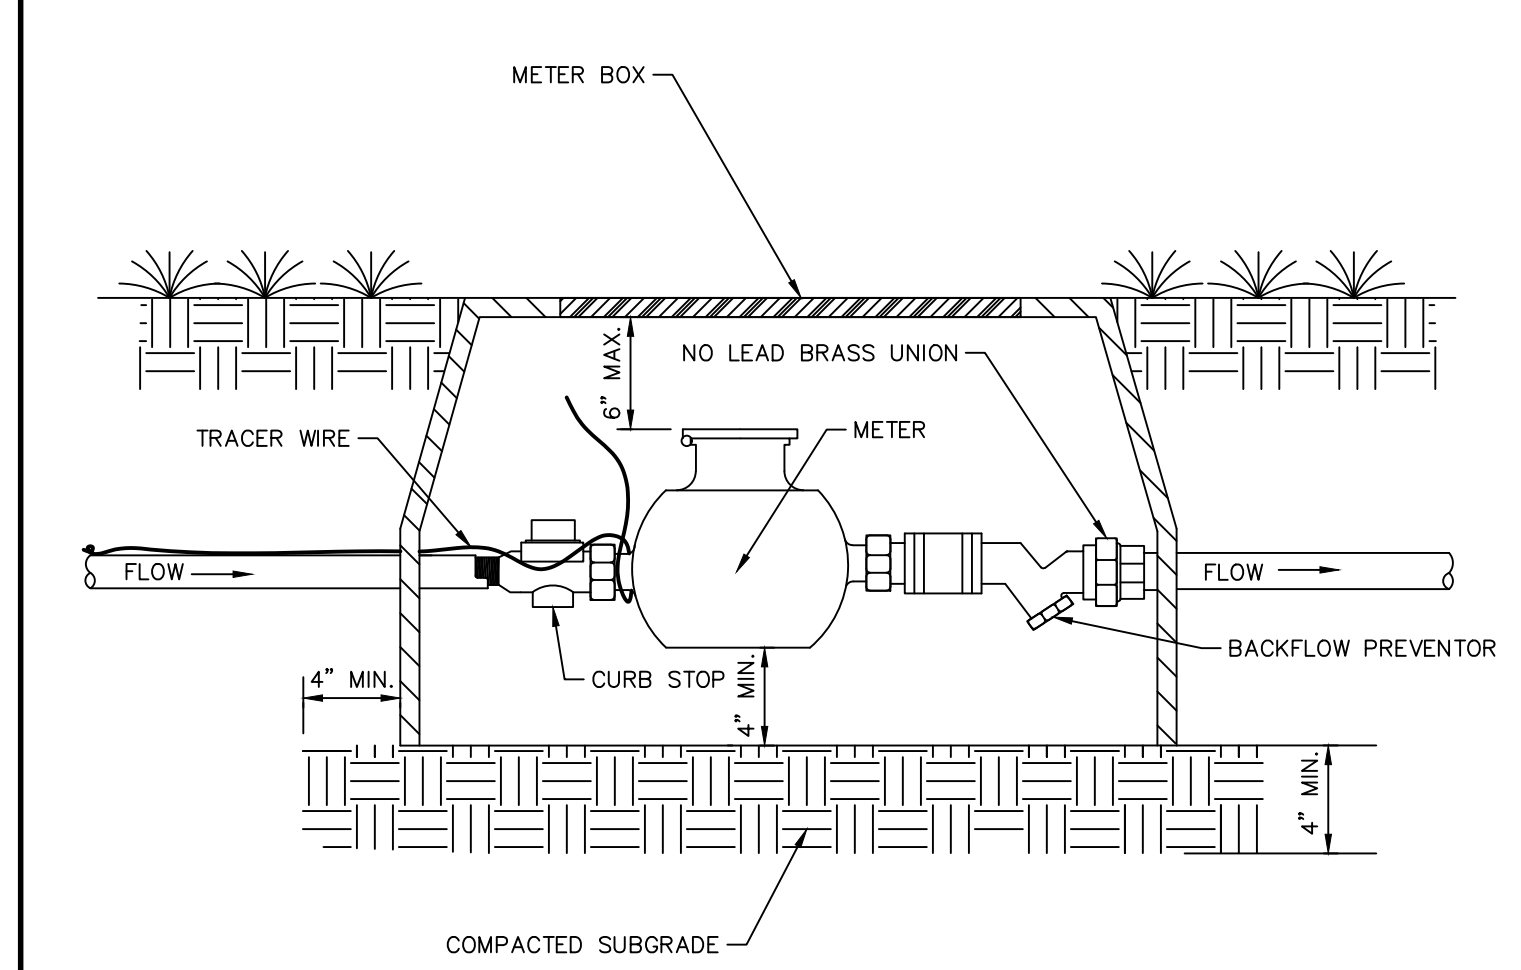 METER BOX
NO LEAD BRASS UNION
6" MAX.
TRACER WIRE
METER
FLOW
FLOW
BACKFLOW PREVENTOR
4" MIN.
CURB STOP
4" MIN.
4" MIN.
COMPACTED SUBGRADE